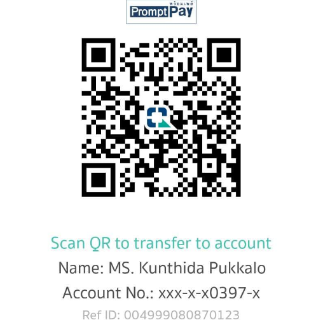 PromptPay
Scan QR to transfer to account
Name: MS. Kunthida Pukkalo
Account No.: xxx-x-x0397-x
Ref ID: 004999080870123